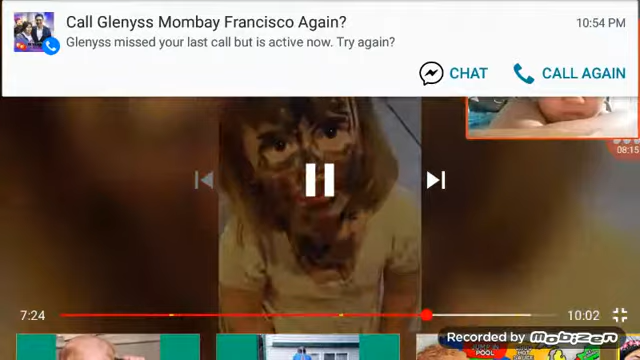 Call Glenyss Mombay Francisco Again?
10:54 PM
Glenyss missed your last call but is active now. Try again?
CHAT
CALL AGAIN
08:15
7:24
10:02
Recorded by MOBIZEN
POOL